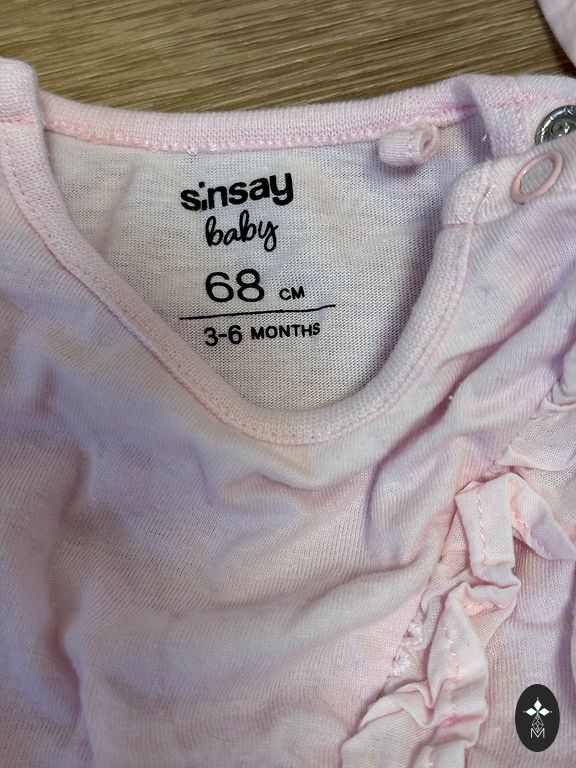 sinsay
baby
68 CM
3-6 MONTHS
M